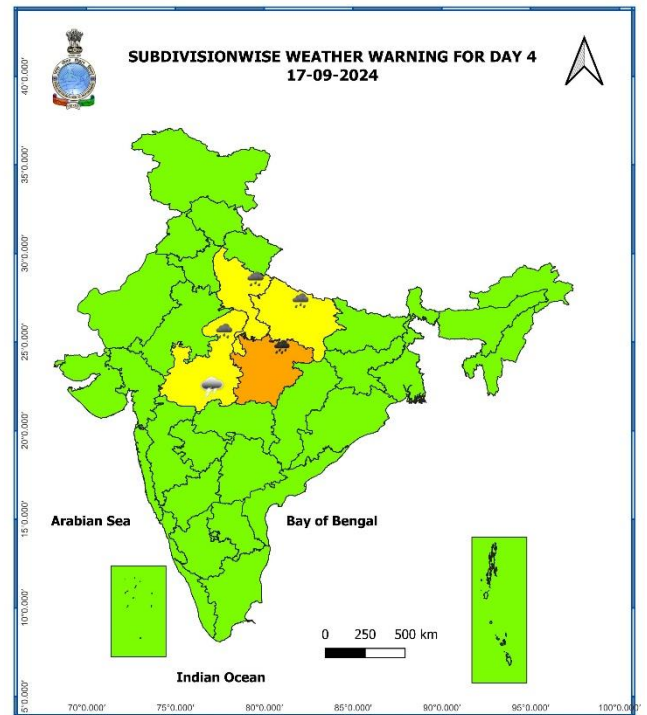 SUBDIVISIONWISE WEATHER WARNING FOR DAY 4
17-09-2024
40°0.000'
35°0.000'
30°0.000'
25°0.000'
20°0.000'
15°0.000'
10°0.000'
5°0.000'
Arabian Sea
Bay of Bengal
0 250 500 km
Indian Ocean
70°0.000' 75°0.000' 80°0.000' 85°0.000' 90°0.000' 95°0.000' 100°0.000'